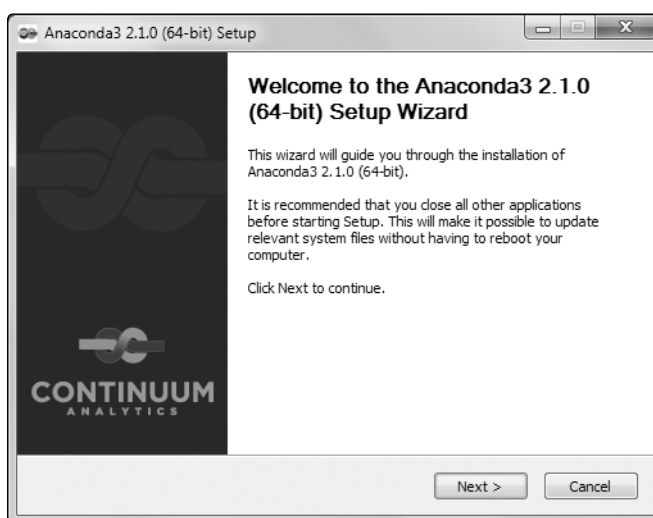 Anaconda3 2.1.0 (64-bit) Setup
Welcome to the Anaconda3 2.1.0
(64-bit) Setup Wizard
This wizard will guide you through the installation of
Anaconda3 2.1.0 (64-bit).
It is recommended that you close all other applications
before starting Setup. This will make it possible to update
relevant system files without having to reboot your
computer.
Click Next to continue.
CONTINUUM
ANALYTICS
Next >
Cancel